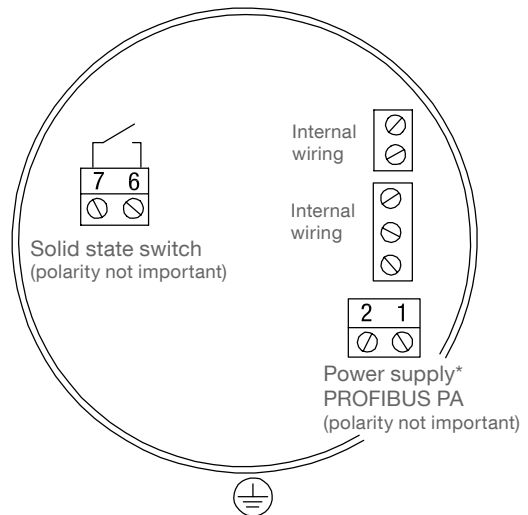 Internal
wiring
7 6
Internal
wiring
Solid state switch
(polarity not important)
2 1
Power supply*
PROFIBUS PA
(polarity not important)